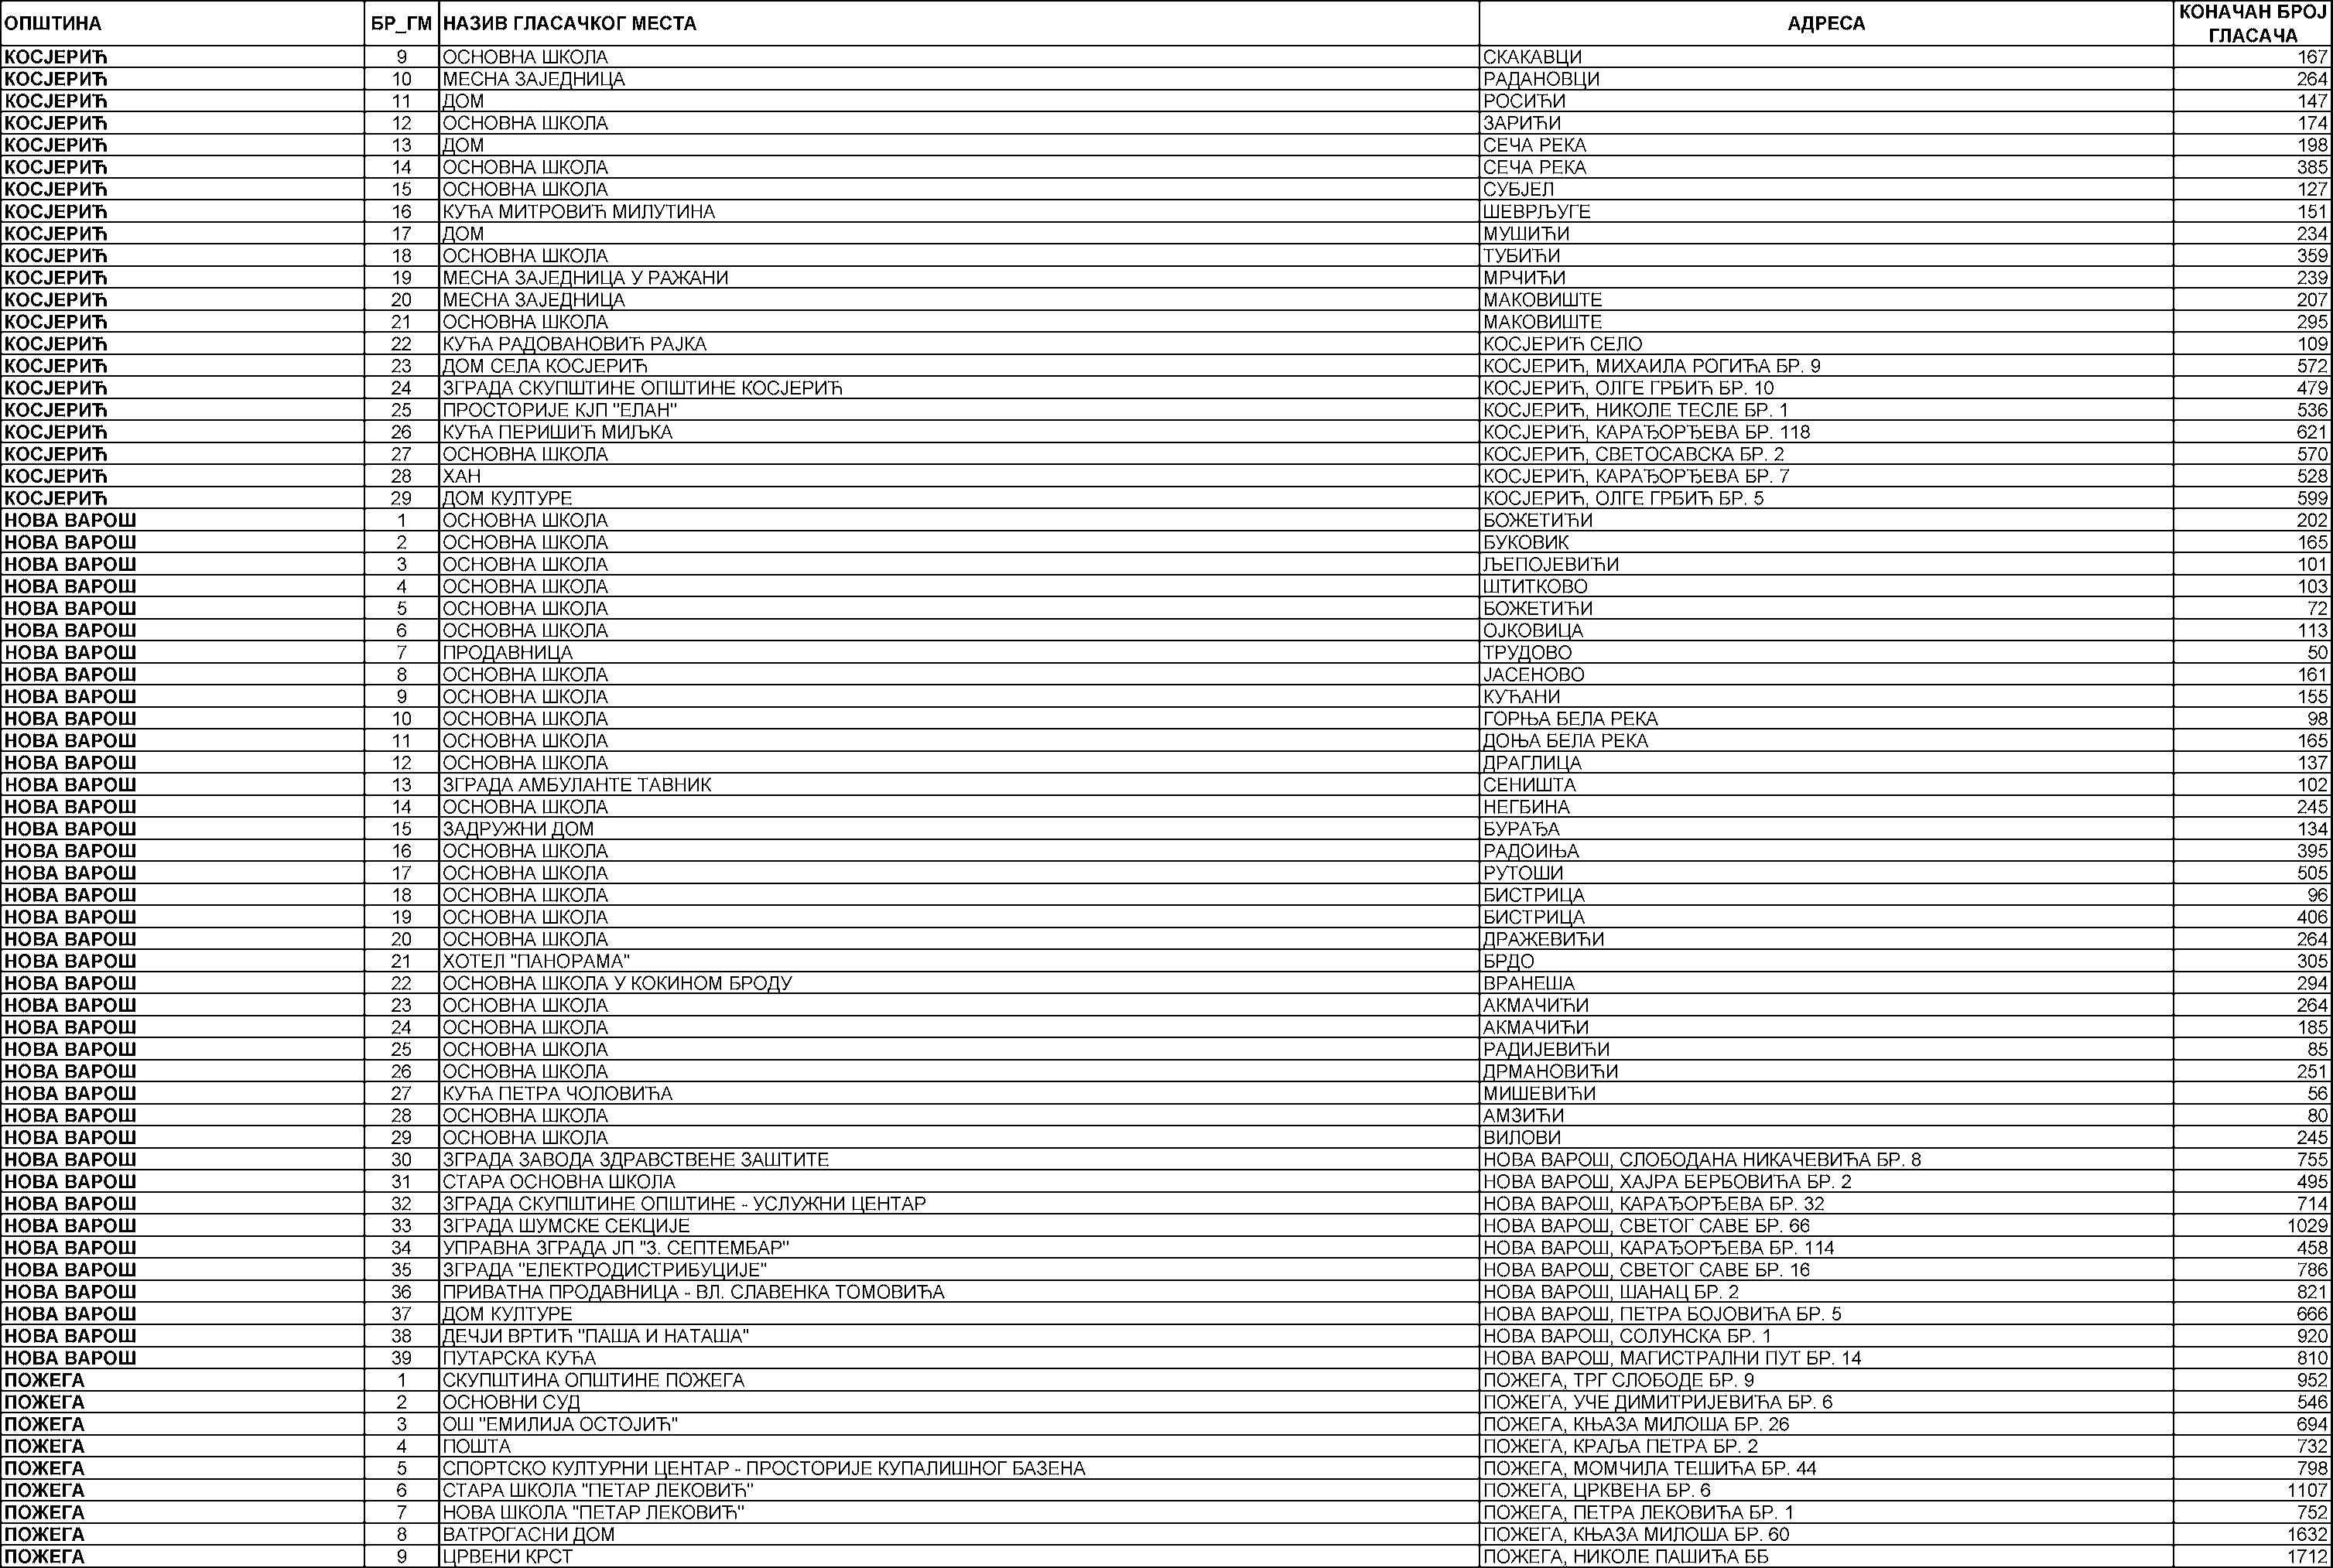 ОПШТИНА БР_ГМ НАЗИВ ГЛАСАЧКОГ МЕСТА АДРЕСА КОНАЧАН БРОЈ ГЛАСАЧА
КОСЈЕРИЋ 9 ОСНОВНА ШКОЛА СКАКАВЦИ 167
КОСЈЕРИЋ 10 МЕСНА ЗАЈЕДНИЦА РАДАНОВЦИ 264
КОСЈЕРИЋ 11 ДОМ РОСИЋИ 147
КОСЈЕРИЋ 12 ОСНОВНА ШКОЛА ЗАРИЋИ 174
КОСЈЕРИЋ 13 ДОМ СЕЧА РЕКА 198
КОСЈЕРИЋ 14 ОСНОВНА ШКОЛА СЕЧА РЕКА 385
КОСЈЕРИЋ 15 ОСНОВНА ШКОЛА СУБЈЕЛ 127
КОСЈЕРИЋ 16 КУЋА МИТРОВИЋ МИЛУТИНА ШЕВРЉУГЕ 151
КОСЈЕРИЋ 17 ДОМ МУШИЋИ 234
КОСЈЕРИЋ 18 ОСНОВНА ШКОЛА ТУБИЋИ 359
КОСЈЕРИЋ 19 МЕСНА ЗАЈЕДНИЦА У РАЖАНИ МРЧИЋИ 239
КОСЈЕРИЋ 20 МЕСНА ЗАЈЕДНИЦА МАКОВИШТЕ 207
КОСЈЕРИЋ 21 ОСНОВНА ШКОЛА МАКОВИШТЕ 295
КОСЈЕРИЋ 22 КУЋА РАДОВАНОВИЋ РАЈКА КОСЈЕРИЋ СЕЛО 109
КОСЈЕРИЋ 23 ДОМ СЕЛА КОСЈЕРИЋ КОСЈЕРИЋ, МИХАИЛА РОГИЋА БР. 9 572
КОСЈЕРИЋ 24 ЗГРАДА СКУПШТИНЕ ОПШТИНЕ КОСЈЕРИЋ КОСЈЕРИЋ, ОЛГЕ ГРБИЋ БР. 10 479
КОСЈЕРИЋ 25 ПРОСТОРИЈЕ КЈП "ЕЛАН" КОСЈЕРИЋ, НИКОЛЕ ТЕСЛЕ БР. 1 536
КОСЈЕРИЋ 26 КУЋА ПЕРИШИЋ МИЉКА КОСЈЕРИЋ, КАРАЂОРЂЕВА БР. 118 621
КОСЈЕРИЋ 27 ОСНОВНА ШКОЛА КОСЈЕРИЋ, СВЕТОСАВСКА БР. 2 570
КОСЈЕРИЋ 28 ХАН КОСЈЕРИЋ, КАРАЂОРЂЕВА БР. 7 528
КОСЈЕРИЋ 29 ДОМ КУЛТУРЕ КОСЈЕРИЋ, ОЛГЕ ГРБИЋ БР. 5 599
НОВА ВАРОШ 1 ОСНОВНА ШКОЛА БОЖЕТИЋИ 202
НОВА ВАРОШ 2 ОСНОВНА ШКОЛА БУКОВИК 165
НОВА ВАРОШ 3 ОСНОВНА ШКОЛА ЉЕПОЈЕВИЋИ 101
НОВА ВАРОШ 4 ОСНОВНА ШКОЛА ШТИТКОВО 103
НОВА ВАРОШ 5 ОСНОВНА ШКОЛА БОЖЕТИЋИ 72
НОВА ВАРОШ 6 ОСНОВНА ШКОЛА ОЈКОВИЦА 113
НОВА ВАРОШ 7 ПРОДАВНИЦА ТРУДОВО 50
НОВА ВАРОШ 8 ОСНОВНА ШКОЛА ЈАСЕНОВО 161
НОВА ВАРОШ 9 ОСНОВНА ШКОЛА КУЋАНИ 155
НОВА ВАРОШ 10 ОСНОВНА ШКОЛА ГОРЊА БЕЛА РЕКА 98
НОВА ВАРОШ 11 ОСНОВНА ШКОЛА ДОЊА БЕЛА РЕКА 165
НОВА ВАРОШ 12 ОСНОВНА ШКОЛА ДРАГЛИЦА 137
НОВА ВАРОШ 13 ЗГРАДА АМБУЛАНТЕ ТАВНИК СЕНИШТА 102
НОВА ВАРОШ 14 ОСНОВНА ШКОЛА НЕГБИНА 245
НОВА ВАРОШ 15 ЗАДРУЖНИ ДОМ БУРАЂА 134
НОВА ВАРОШ 16 ОСНОВНА ШКОЛА РАДОИЊА 395
НОВА ВАРОШ 17 ОСНОВНА ШКОЛА РУТОШИ 505
НОВА ВАРОШ 18 ОСНОВНА ШКОЛА БИСТРИЦА 96
НОВА ВАРОШ 19 ОСНОВНА ШКОЛА БИСТРИЦА 406
НОВА ВАРОШ 20 ОСНОВНА ШКОЛА ДРАЖЕВИЋИ 264
НОВА ВАРОШ 21 ХОТЕЛ "ПАНОРАМА" БРДО 305
НОВА ВАРОШ 22 ОСНОВНА ШКОЛА У КОКИНОМ БРОДУ ВРАНЕША 294
НОВА ВАРОШ 23 ОСНОВНА ШКОЛА АКМАЧИЋИ 264
НОВА ВАРОШ 24 ОСНОВНА ШКОЛА АКМАЧИЋИ 185
НОВА ВАРОШ 25 ОСНОВНА ШКОЛА РАДИЈЕВИЋИ 85
НОВА ВАРОШ 26 ОСНОВНА ШКОЛА ДРМАНОВИЋИ 251
НОВА ВАРОШ 27 КУЋА ПЕТРА ЧОЛОВИЋА МИШЕВИЋИ 56
НОВА ВАРОШ 28 ОСНОВНА ШКОЛА АМЗИЋИ 80
НОВА ВАРОШ 29 ОСНОВНА ШКОЛА ВИЛОВИ 245
НОВА ВАРОШ 30 ЗГРАДА ЗАВОДА ЗДРАВСТВЕНЕ ЗАШТИТЕ НОВА ВАРОШ, СЛОБОДАНА НИКАЧЕВИЋА БР. 8 755
НОВА ВАРОШ 31 СТАРА ОСНОВНА ШКОЛА НОВА ВАРОШ, ХАЈРА БЕРБОВИЋА БР. 2 495
НОВА ВАРОШ 32 ЗГРАДА СКУПШТИНЕ ОПШТИНЕ - УСЛУЖНИ ЦЕНТАР НОВА ВАРОШ, КАРАЂОРЂЕВА БР. 32 714
НОВА ВАРОШ 33 ЗГРАДА ШУМСКЕ СЕКЦИЈЕ НОВА ВАРОШ, СВЕТОГ САВЕ БР. 66 1029
НОВА ВАРОШ 34 УПРАВНА ЗГРАДА ЈП "3. СЕПТЕМБАР" НОВА ВАРОШ, КАРАЂОРЂЕВА БР. 114 458
НОВА ВАРОШ 35 ЗГРАДА "ЕЛЕКТРОДИСТРИБУЦИЈЕ" НОВА ВАРОШ, СВЕТОГ САВЕ БР. 16 786
НОВА ВАРОШ 36 ПРИВАТНА ПРОДАВНИЦА - ВЛ. СЛАВЕНКА ТОМОВИЋА НОВА ВАРОШ, ШАНАЦ БР. 2 821
НОВА ВАРОШ 37 ДОМ КУЛТУРЕ НОВА ВАРОШ, ПЕТРА БОЈОВИЋА БР. 5 666
НОВА ВАРОШ 38 ДЕЧЈИ ВРТИЋ "ПАША И НАТАША" НОВА ВАРОШ, СОЛУНСКА БР. 1 920
НОВА ВАРОШ 39 ПУТАРСКА КУЋА НОВА ВАРОШ, МАГИСТРАЛНИ ПУТ БР. 14 810
ПОЖЕГА 1 СКУПШТИНА ОПШТИНЕ ПОЖЕГА ПОЖЕГА, ТРГ СЛОБОДЕ БР. 9 952
ПОЖЕГА 2 ОСНОВНИ СУД ПОЖЕГА, УЧЕ ДИМИТРИЈЕВИЋА БР. 6 546
ПОЖЕГА 3 ОШ "ЕМИЛИЈА ОСТОЈИЋ" ПОЖЕГА, КЊАЗА МИЛОША БР. 26 694
ПОЖЕГА 4 ПОШТА ПОЖЕГА, КРАЉА ПЕТРА БР. 2 732
ПОЖЕГА 5 СПОРТСКО КУЛТУРНИ ЦЕНТАР - ПРОСТОРИЈЕ КУПАЛИШНОГ БАЗЕНА ПОЖЕГА, МОМЧИЛА ТЕШИЋА БР. 44 798
ПОЖЕГА 6 СТАРА ШКОЛА "ПЕТАР ЛЕКОВИЋ" ПОЖЕГА, ЦРКВЕНА БР. 6 1107
ПОЖЕГА 7 НОВА ШКОЛА "ПЕТАР ЛЕКОВИЋ" ПОЖЕГА, ПЕТРА ЛЕКОВИЋА БР. 1 752
ПОЖЕГА 8 ВАТРОГАСНИ ДОМ ПОЖЕГА, КЊАЗА МИЛОША БР. 60 1632
ПОЖЕГА 9 ЦРВЕНИ КРСТ ПОЖЕГА, НИКОЛЕ ПАШИЋА ББ 1712